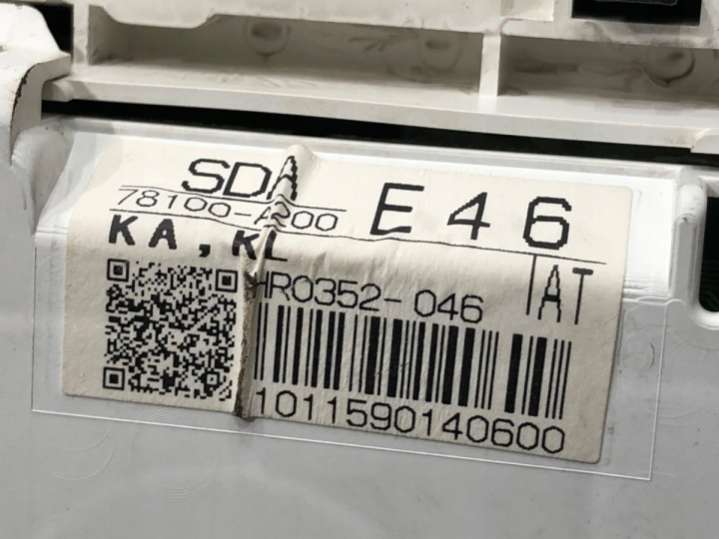 SDA E46
78100-A200
KA, KL
HR0352-046 AT
1011590140600